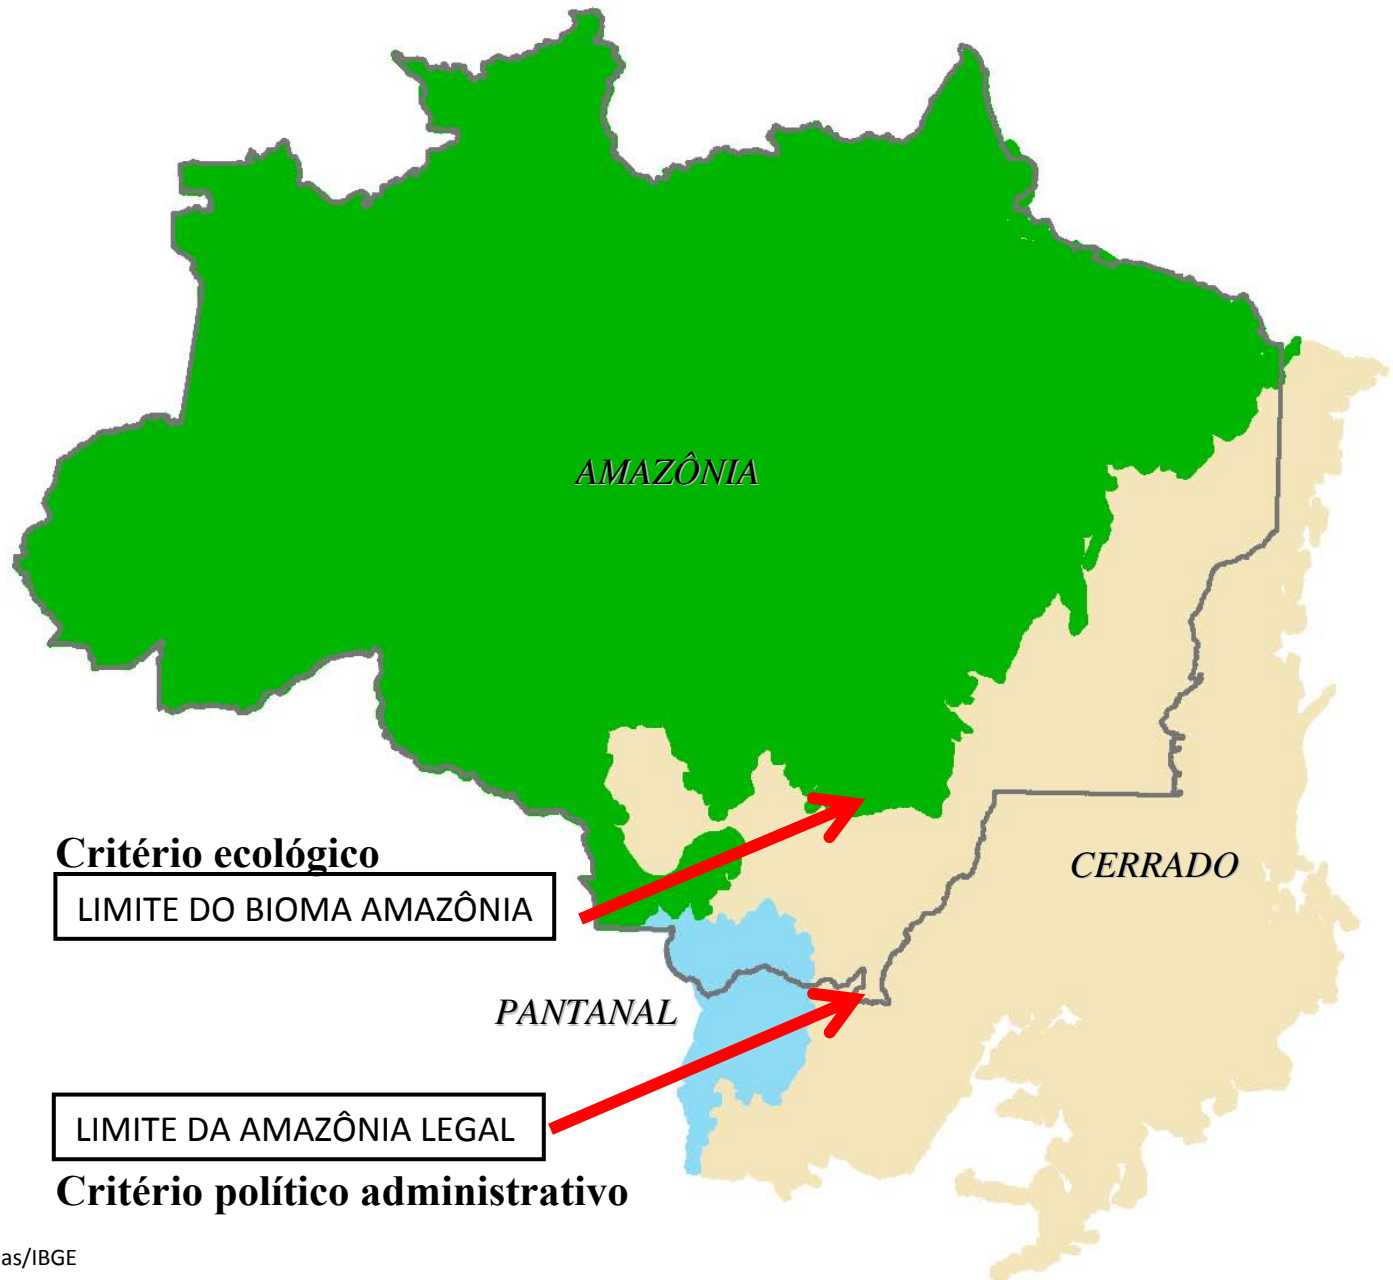 AMAZÔNIA
Critério ecológico
LIMITE DO BIOMA AMAZÔNIA
CERRADO
PANTANAL
LIMITE DA AMAZÔNIA LEGAL
Critério político administrativo
as/IBGE